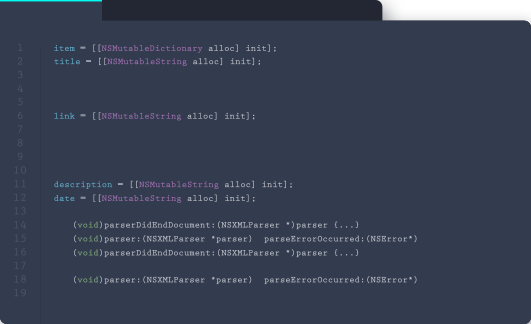 1 item = [[NSMutableDictionary alloc] init];
2 title = [[NSMutableString alloc] init];
3
4
5
6 link = [[NSMutableString alloc] init];
7
8
9
10
11 description = [[NSMutableString alloc] init];
12 date = [[NSMutableString alloc] init];
13
14 (void)parserDidEndDocument:(NSXMLParser *)parser {...}
15 (void)parser:(NSXMLParser *parser) parseErrorOccurred:(NSError*)
16 (void)parserDidEndDocument:(NSXMLParser *)parser {...}
17
18 (void)parser:(NSXMLParser *parser) parseErrorOccurred:(NSError*)
19